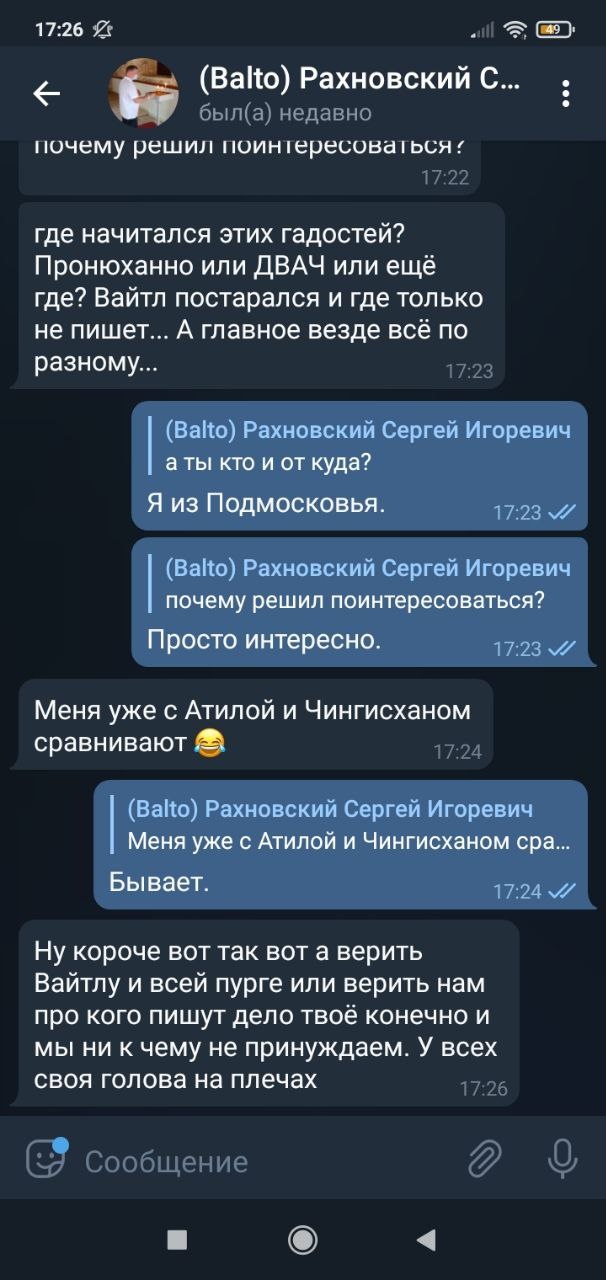 17:26
49
(Balto) Рахновский С...
был(а) недавно
почему решил поинтересоваться?
17:22
где начитался этих гадостей?
Пронюханно или ДВАЧ или ещё
где? Вайтл постарался и где только
не пишет... А главное везде всё по
разному...
17:23
(Balto) Рахновский Сергей Игоревич
а ты кто и от куда?
Я из Подмосковья.
17:23
(Balto) Рахновский Сергей Игоревич
почему решил поинтересоваться?
Просто интересно.
17:23
Меня уже с Атилой и Чингисханом
сравнивают 😂
17:24
(Balto) Рахновский Сергей Игоревич
Меня уже с Атилой и Чингисханом сра...
Бывает.
17:24
Ну короче вот так вот а верить
Вайтлу и всей пурге или верить нам
про кого пишут дело твоё конечно и
мы ни к чему не принуждаем. У всех
своя голова на плечах
17:26
Сообщение